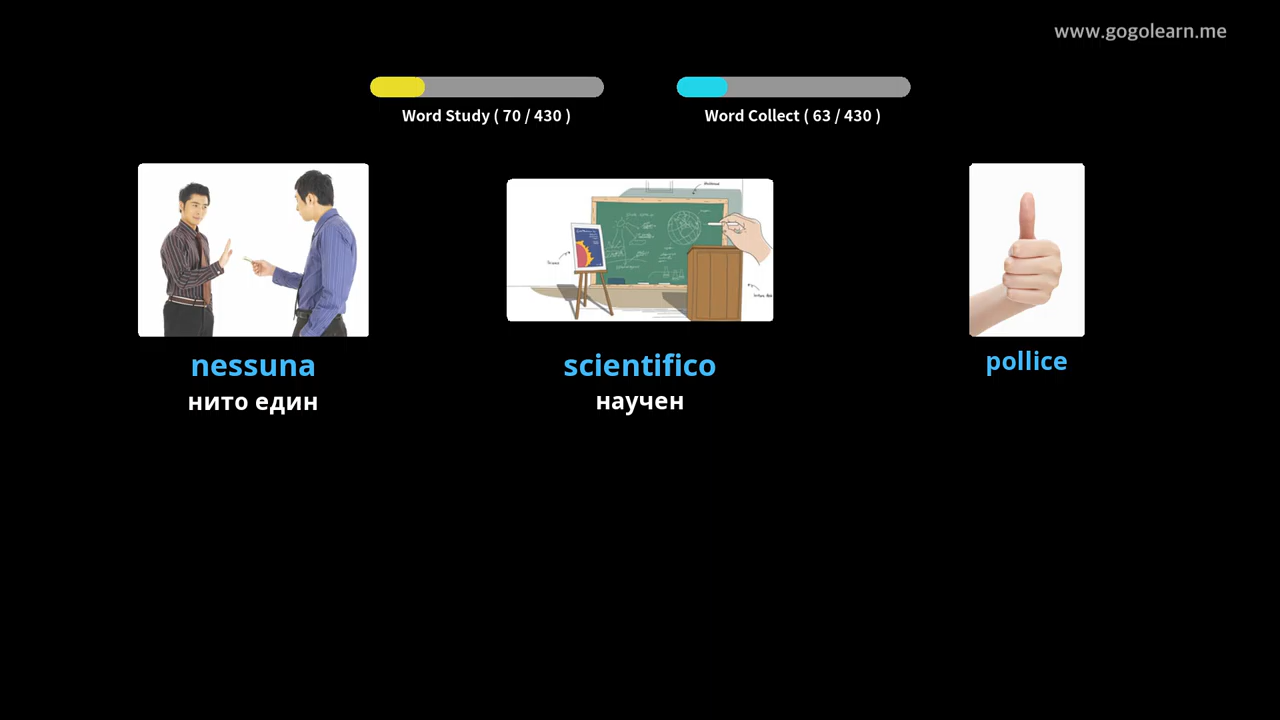 www.gogolearn.me
Word Study ( 70 / 430 )
Word Collect ( 63 / 430 )
nessuna
нито един
scientifico
научен
pollice